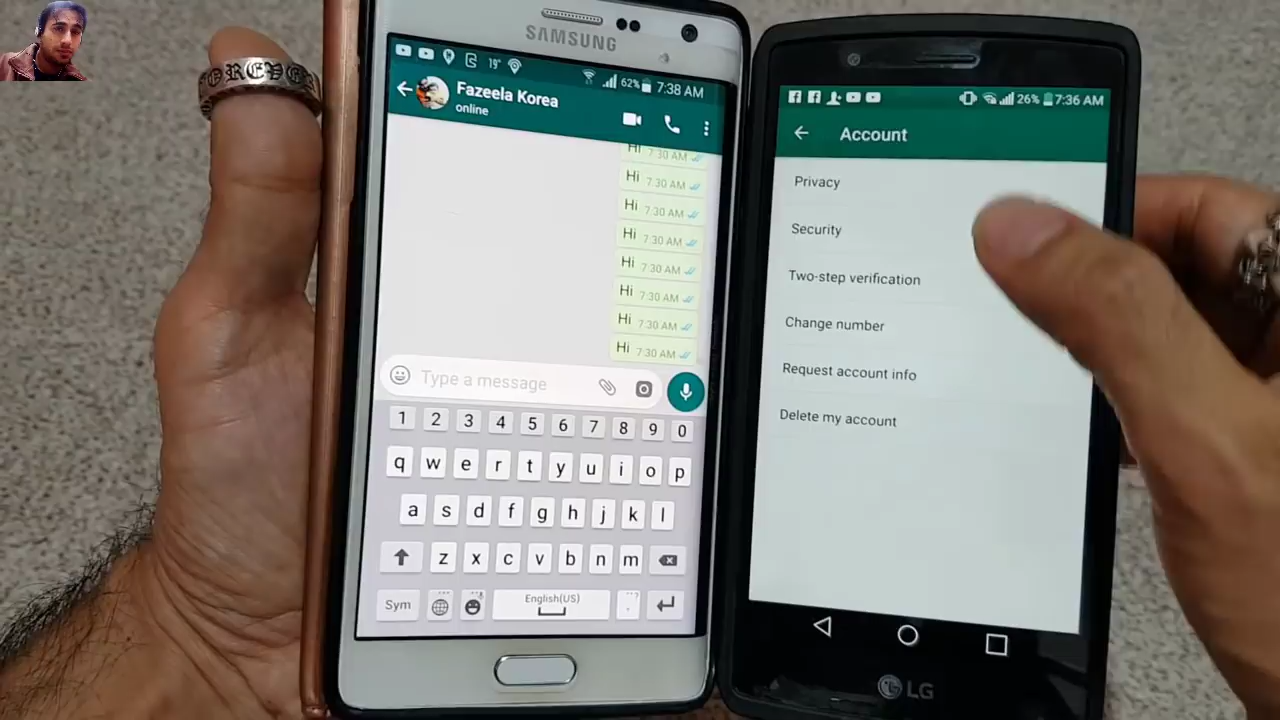 FOREVE
SAMSUNG
19°
62%
7:38 AM
Fazeela Korea
online
Hi 7:30 AM
Hi 7:30 AM
Hi 7:30 AM
Hi 7:30 AM
Hi 7:30 AM
Hi 7:30 AM
Hi 7:30 AM
Hi 7:30 AM
Type a message
1 2 3 4 5 6 7 8 9 0
q w e r t y u i o p
a s d f g h j k l
z x c v b n m
Sym
English(US)
26% 7:36 AM
Account
Privacy
Security
Two-step verification
Change number
Request account info
Delete my account
LG